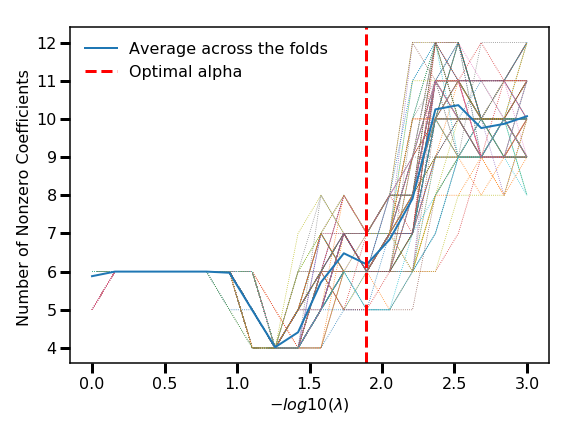 Number of Nonzero Coefficients
12
11
10
9
8
7
6
5
4
Average across the folds
Optimal alpha
0.0 0.5 1.0 1.5 2.0 2.5 3.0
−log10(λ)